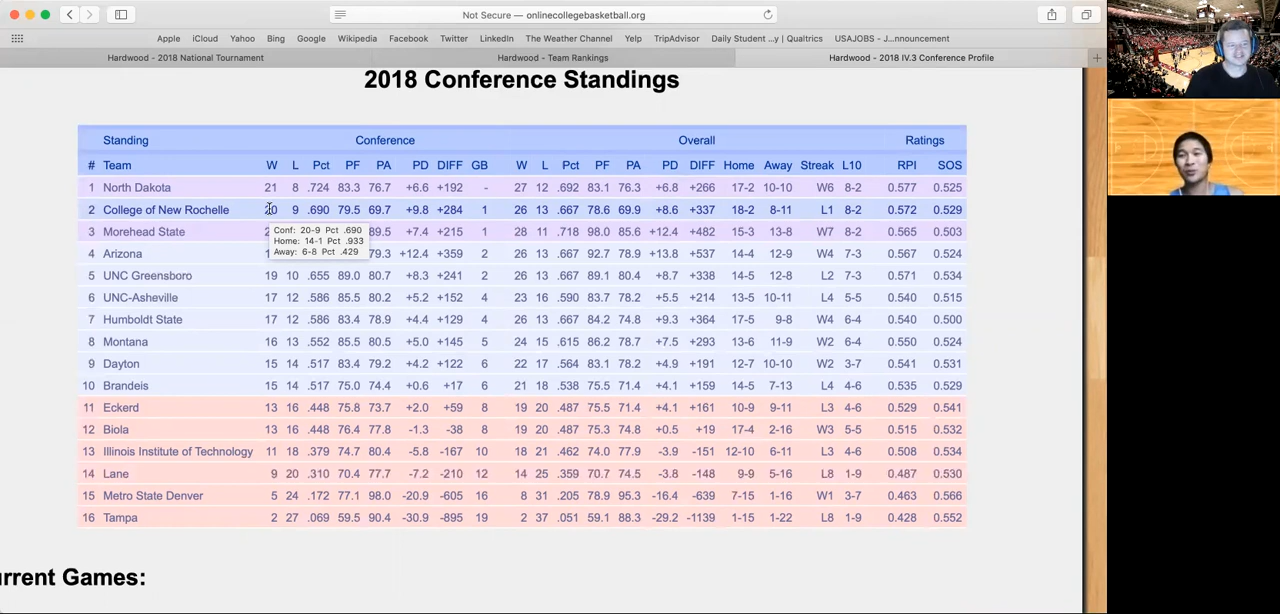 Not Secure — onlinecollegebasketball.org
Apple iCloud Yahoo Bing Google Wikipedia Facebook Twitter LinkedIn The Weather Channel Yelp TripAdvisor Daily Student ...y | Qualtrics USAJOBS - J...nnouncement
Hardwood - 2018 National Tournament Hardwood - Team Rankings Hardwood - 2018 IV.3 Conference Profile
2018 Conference Standings
Standing Conference Overall Ratings
# Team W L Pct PF PA PD DIFF GB W L Pct PF PA PD DIFF Home Away Streak L10 RPI SOS
1 North Dakota 21 8 .724 83.3 76.7 +6.6 +192 - 27 12 .692 83.1 76.3 +6.8 +266 17-2 10-10 W6 8-2 0.577 0.525
2 College of New Rochelle 20 9 .690 79.5 69.7 +9.8 +284 1 26 13 .667 78.6 69.9 +8.6 +337 18-2 8-11 L1 8-2 0.572 0.529
3 Morehead State 89.5 +7.4 +215 1 28 11 .718 98.0 85.6 +12.4 +482 15-3 13-8 W7 8-2 0.565 0.503
Conf: 20-9 Pct .690
Home: 14-1 Pct .933
Away: 6-8 Pct .429
4 Arizona 79.3 +12.4 +359 2 26 13 .667 92.7 78.9 +13.8 +537 14-4 12-9 W4 7-3 0.567 0.524
5 UNC Greensboro 19 10 .655 89.0 80.7 +8.3 +241 2 26 13 .667 89.1 80.4 +8.7 +338 14-5 12-8 L2 7-3 0.571 0.534
6 UNC-Asheville 17 12 .586 85.5 80.2 +5.2 +152 4 23 16 .590 83.7 78.2 +5.5 +214 13-5 10-11 L4 5-5 0.540 0.515
7 Humboldt State 17 12 .586 83.4 78.9 +4.4 +129 4 26 13 .667 84.2 74.8 +9.3 +364 17-5 9-8 W4 6-4 0.540 0.500
8 Montana 16 13 .552 85.5 80.5 +5.0 +145 5 24 15 .615 86.2 78.7 +7.5 +293 13-6 11-9 W2 6-4 0.550 0.524
9 Dayton 15 14 .517 83.4 79.2 +4.2 +122 6 22 17 .564 83.1 78.2 +4.9 +191 12-7 10-10 W2 3-7 0.541 0.531
10 Brandeis 15 14 .517 75.0 74.4 +0.6 +17 6 21 18 .538 75.5 71.4 +4.1 +159 14-5 7-13 L4 4-6 0.535 0.529
11 Eckerd 13 16 .448 75.8 73.7 +2.0 +59 8 19 20 .487 75.5 71.4 +4.1 +161 10-9 9-11 L3 4-6 0.529 0.541
12 Biola 13 16 .448 76.4 77.8 -1.3 -38 8 19 20 .487 75.3 74.8 +0.5 +19 17-4 2-16 W3 5-5 0.515 0.532
13 Illinois Institute of Technology 11 18 .379 74.7 80.4 -5.8 -167 10 18 21 .462 74.0 77.9 -3.9 -151 12-10 6-11 L3 4-6 0.508 0.534
14 Lane 9 20 .310 70.4 77.7 -7.2 -210 12 14 25 .359 70.7 74.5 -3.8 -148 9-9 5-16 L8 1-9 0.487 0.530
15 Metro State Denver 5 24 .172 77.1 98.0 -20.9 -605 16 8 31 .205 78.9 95.3 -16.4 -639 7-15 1-16 W1 3-7 0.463 0.566
16 Tampa 2 27 .069 59.5 90.4 -30.9 -895 19 2 37 .051 59.1 88.3 -29.2 -1139 1-15 1-22 L8 1-9 0.428 0.552
urrent Games: